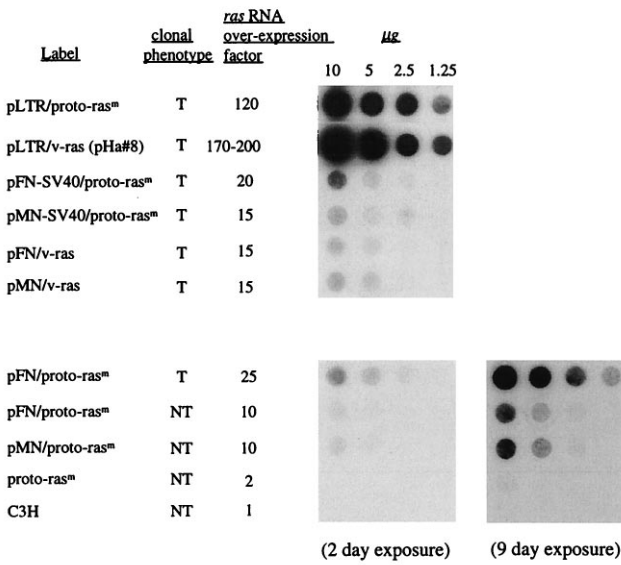 ras RNA
clonal over-expression µg
Label phenotype factor
10 5 2.5 1.25
pLTR/proto-rasᵐ T 120
pLTR/v-ras (pHa#8) T 170-200
pFN-SV40/proto-rasᵐ T 20
pMN-SV40/proto-rasᵐ T 15
pFN/v-ras T 15
pMN/v-ras T 15
pFN/proto-rasᵐ T 25
pFN/proto-rasᵐ NT 10
pMN/proto-rasᵐ NT 10
proto-rasᵐ NT 2
C3H NT 1
(2 day exposure) (9 day exposure)